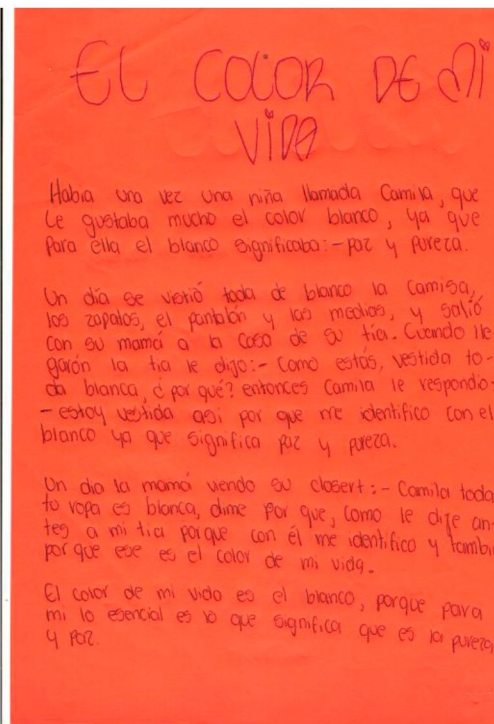 EL COLOR DE MI
VIDA
Habia una vez una niña llamada Camila, que
le gustaba mucho el color blanco, ya que
para ella el blanco significaba:-paz y pureza.
Un día se vistió toda de blanco la camisa,
los zapatos, el pantalón y las medias, y salió
con su mamá a la casa de su tía. Cuando lle
garón la tia le dijo:- Como estás, vestida to-
da blanca, ¿por qué? entonces Camila le respondio-
- estoy vestida asi por que me identifico con el
blanco ya que significa paz y pureza.
Un dia la mamá viendo su closert:- Camila toda
tu ropa es blanca, dime por que, como le dije an
tes a mi tia porque con él me identifico y tambie
por que ese es el color de mi vida.
El color de mi vida es el blanco, porque para
mi lo esencial es lo que significa que es la pureza
y paz.